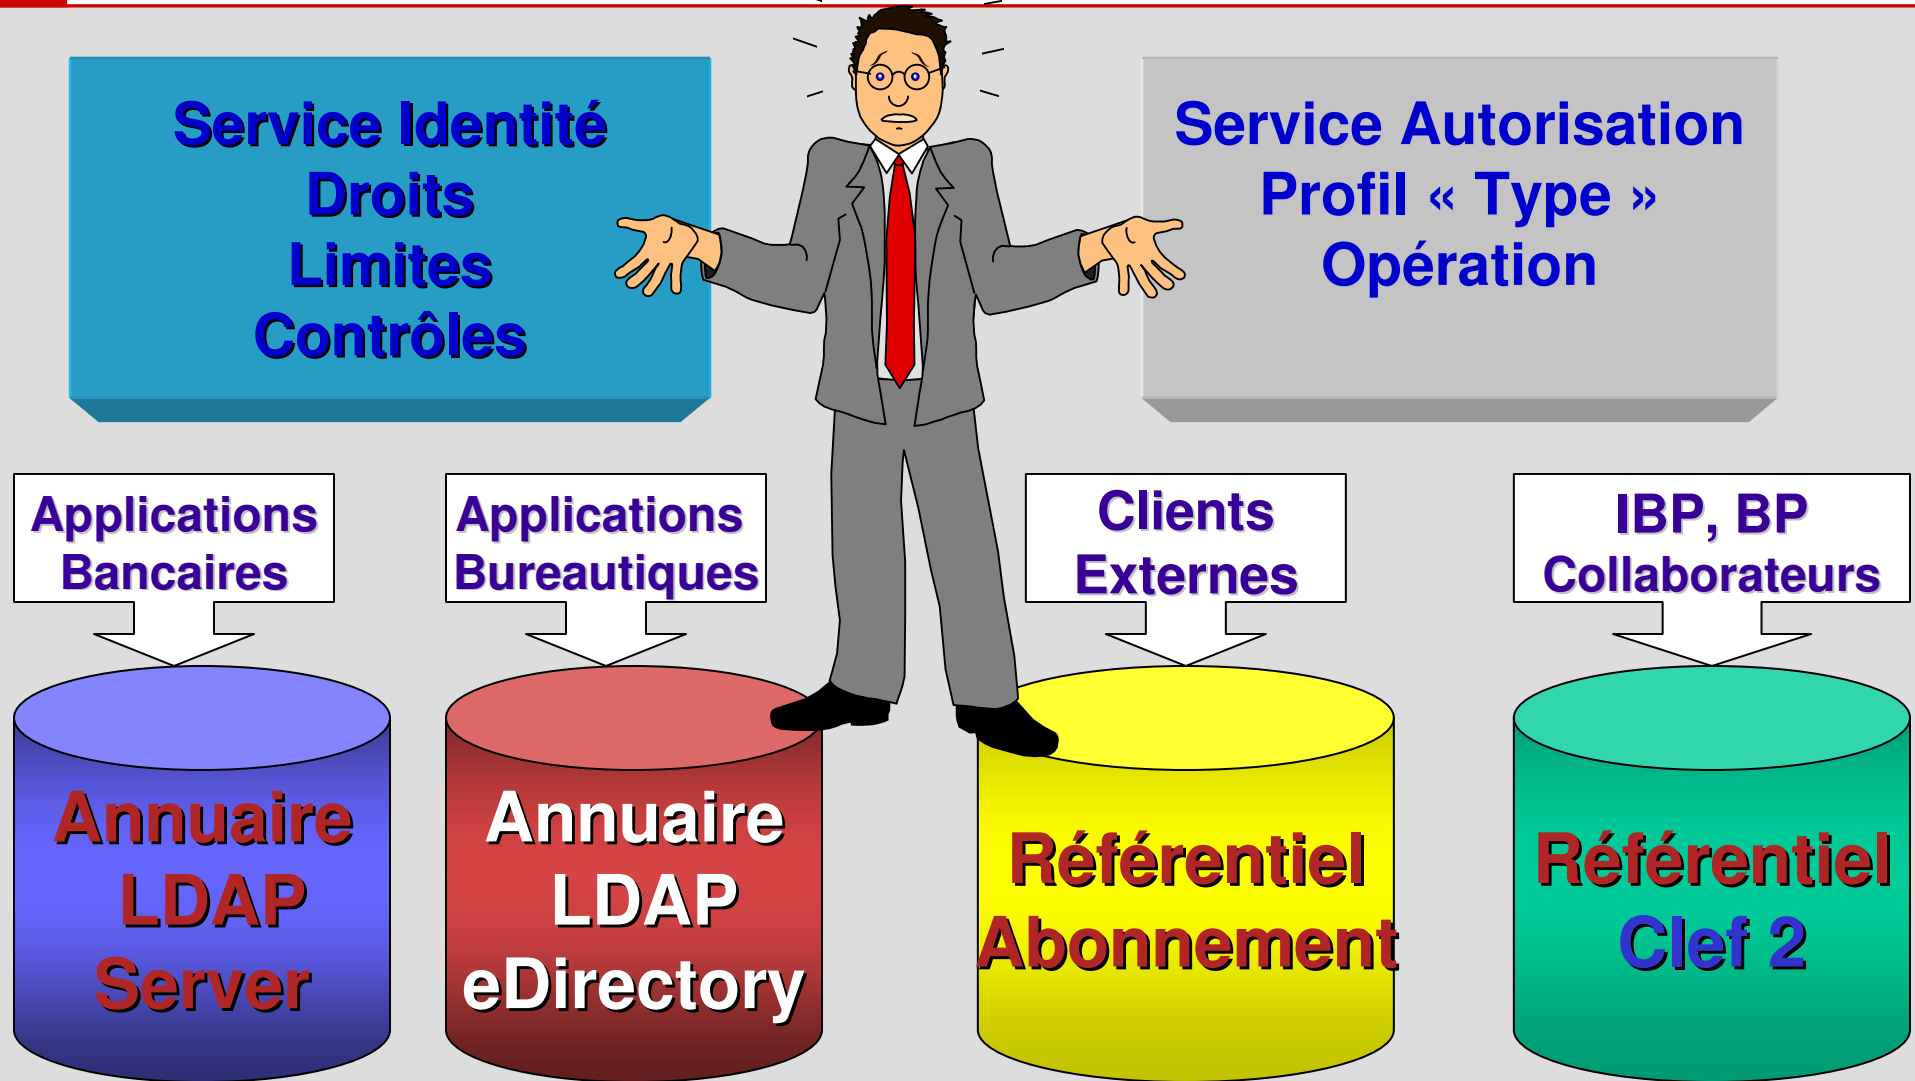 Service Identité
Droits
Limites
Contrôles
Service Autorisation
Profil « Type »
Opération
Applications
Bancaires
Applications
Bureautiques
Clients
Externes
IBP, BP
Collaborateurs
Annuaire
LDAP
Server
Annuaire
LDAP
eDirectory
Référentiel
Abonnement
Référentiel
Clef 2